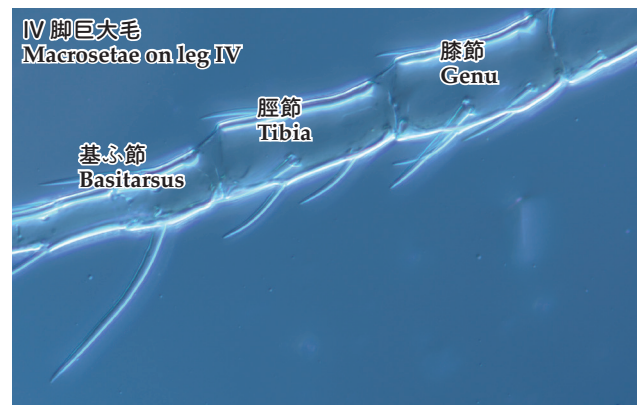 IV 脚巨大毛
Macrosetae on leg IV
膝節
Genu
脛節
Tibia
基ふ節
Basitarsus